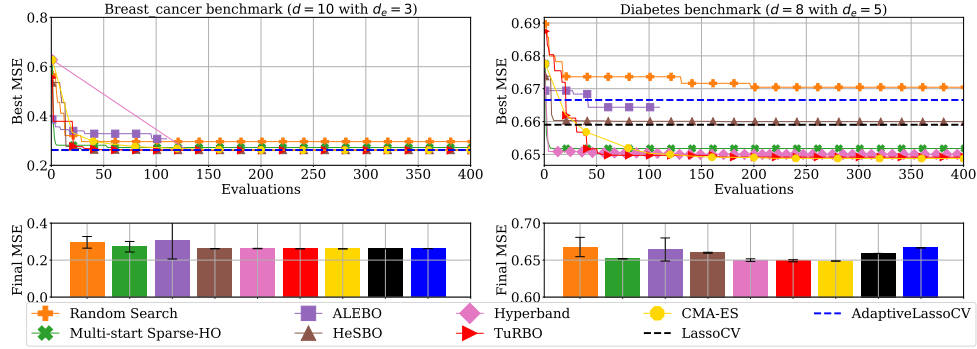 Breast_cancer benchmark (d = 10 with d_e = 3)
Best MSE
0.8
0.6
0.4
0.2
0 50 100 150 200 250 300 350 400
Evaluations
Diabetes benchmark (d = 8 with d_e = 5)
Best MSE
0.69
0.68
0.67
0.66
0.65
0 50 100 150 200 250 300 350 400
Evaluations
Final MSE
0.4
0.2
0.0
Final MSE
0.70
0.65
0.60
Random Search ALEBO Hyperband CMA-ES AdaptiveLassoCV
Multi-start Sparse-HO HeSBO TuRBO LassoCV